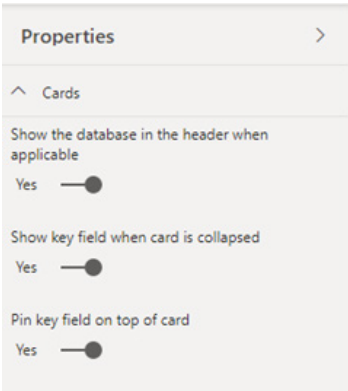 Properties
Cards
Show the database in the header when
applicable
Yes
Show key field when card is collapsed
Yes
Pin key field on top of card
Yes